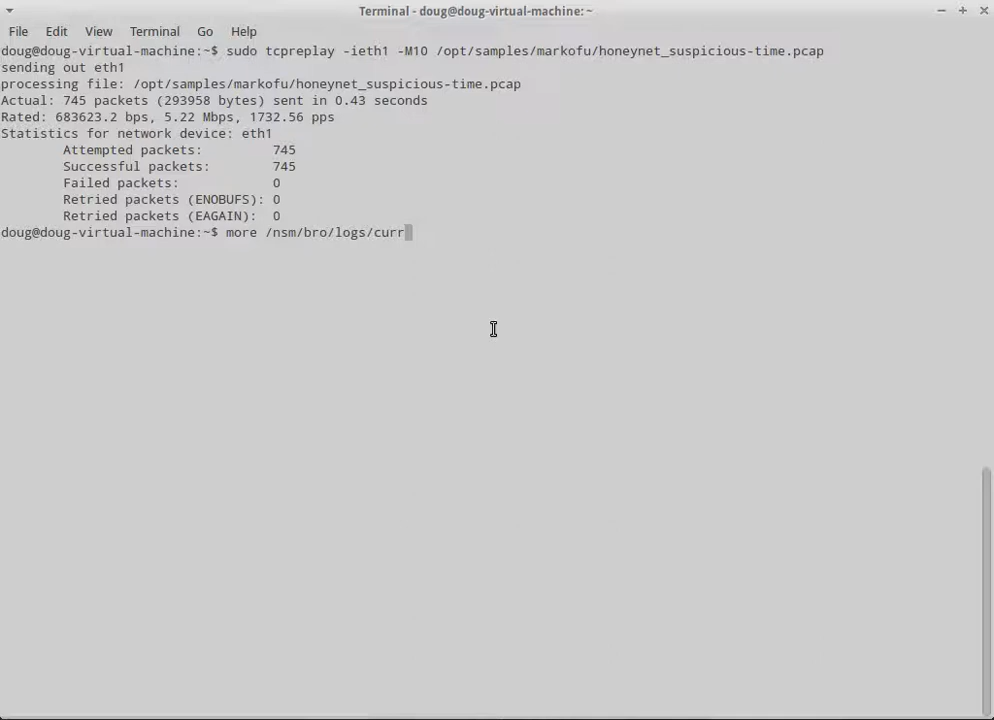 Terminal - doug@doug-virtual-machine: ~
File Edit View Terminal Go Help
doug@doug-virtual-machine:~$ sudo tcpreplay -ieth1 -M10 /opt/samples/markofu/honeynet_suspicious-time.pcap
sending out eth1
processing file: /opt/samples/markofu/honeynet_suspicious-time.pcap
Actual: 745 packets (293958 bytes) sent in 0.43 seconds
Rated: 683623.2 bps, 5.22 Mbps, 1732.56 pps
Statistics for network device: eth1
Attempted packets: 745
Successful packets: 745
Failed packets: 0
Retried packets (ENOBUFS): 0
Retried packets (EAGAIN): 0
doug@doug-virtual-machine:~$ more /nsm/bro/logs/curr